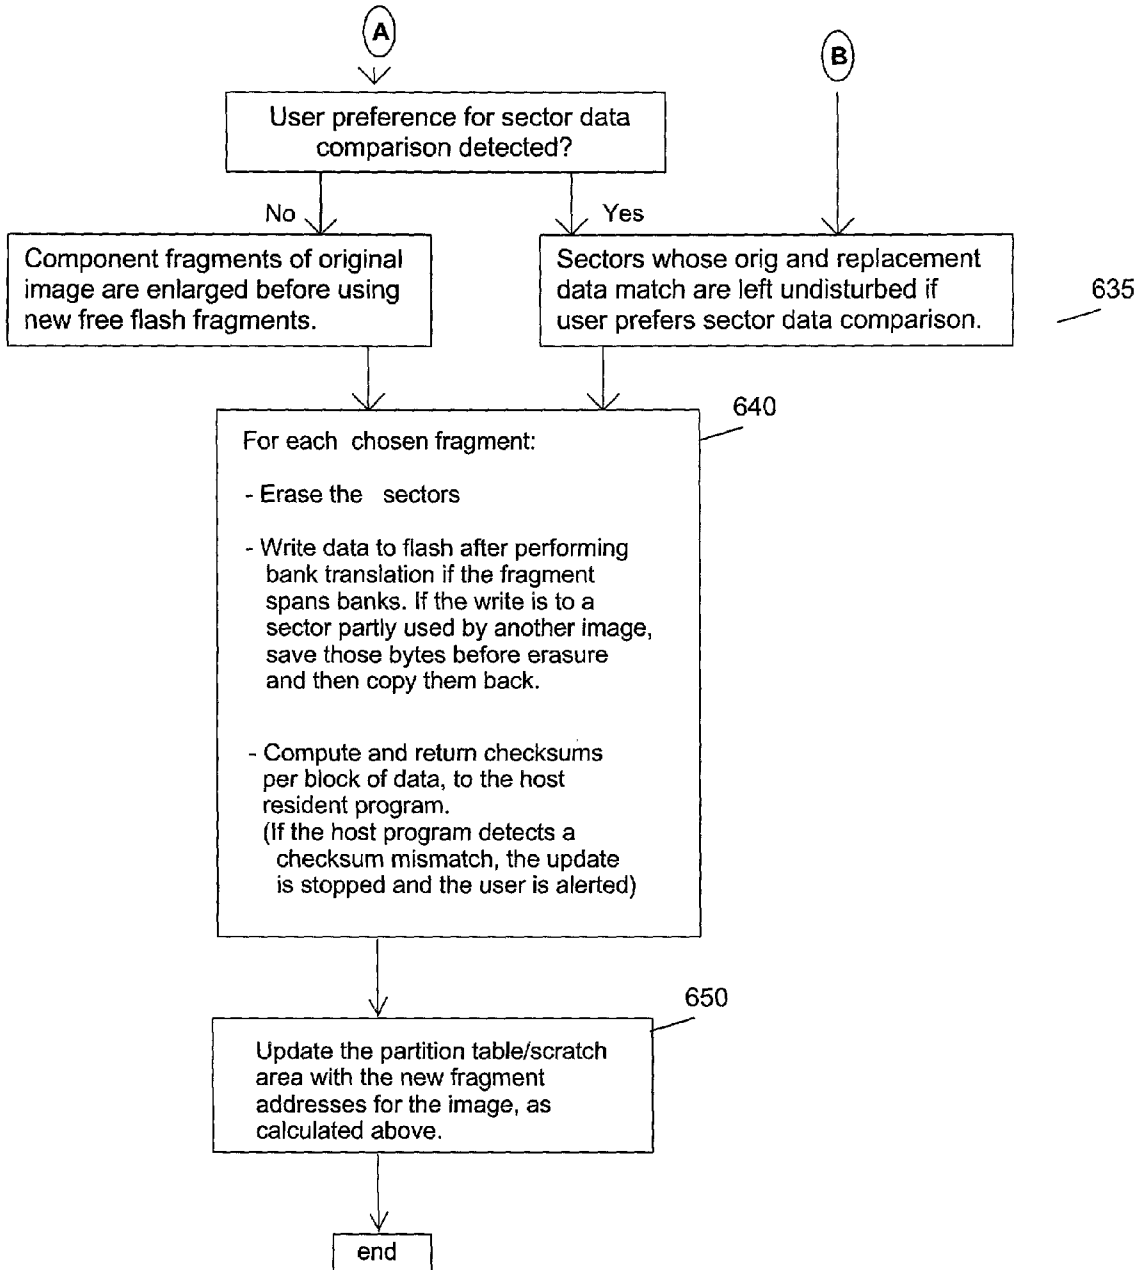 A
B
User preference for sector data
comparison detected?
No
Yes
Component fragments of original
image are enlarged before using
new free flash fragments.
Sectors whose orig and replacement
data match are left undisturbed if
user prefers sector data comparison.
635
640
For each chosen fragment:
- Erase the sectors
- Write data to flash after performing
bank translation if the fragment
spans banks. If the write is to a
sector partly used by another image,
save those bytes before erasure
and then copy them back.
- Compute and return checksums
per block of data, to the host
resident program.
(If the host program detects a
checksum mismatch, the update
is stopped and the user is alerted)
650
Update the partition table/scratch
area with the new fragment
addresses for the image, as
calculated above.
end